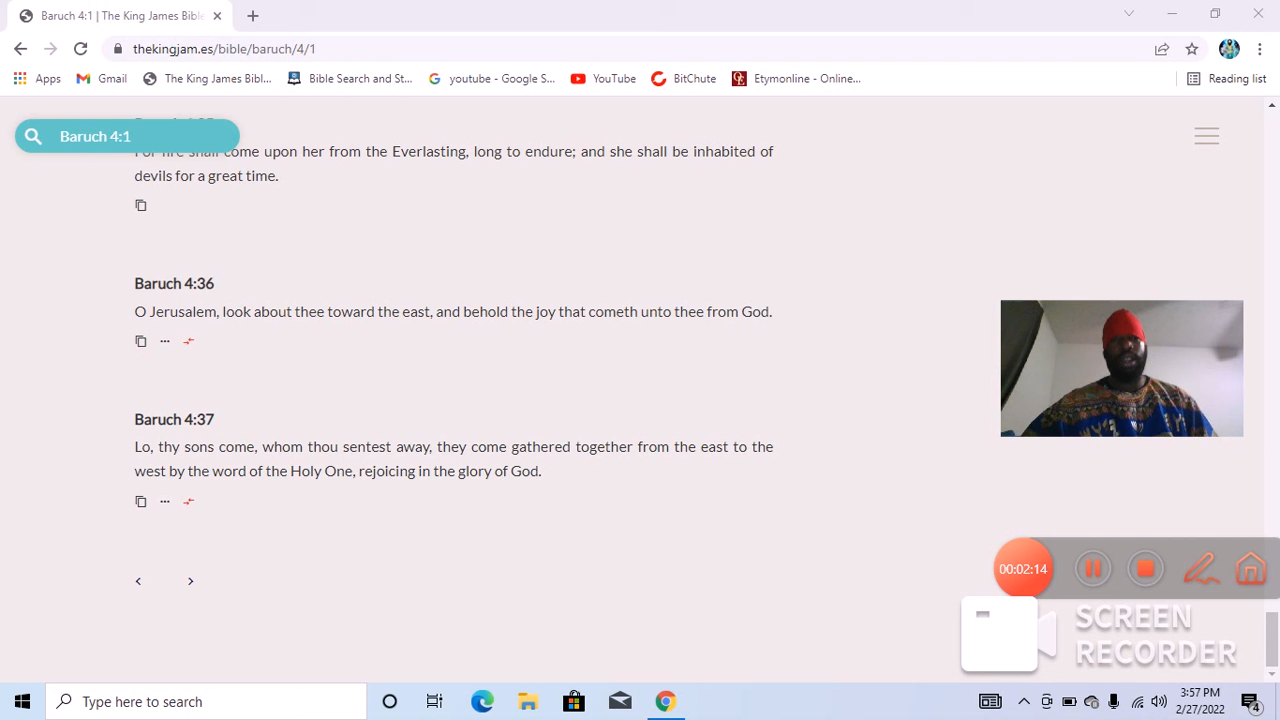 Baruch 4:1 | The King James Bible
thekingjam.es/bible/baruch/4/1
Apps
Gmail
The King James Bibl...
Bible Search and St...
youtube - Google S...
YouTube
BitChute
OE
Etymonline - Online...
Reading list
Baruch 4:1
For fire shall come upon her from the Everlasting, long to endure; and she shall be inhabited of
devils for a great time.
Baruch 4:36
O Jerusalem, look about thee toward the east, and behold the joy that cometh unto thee from God.
Baruch 4:37
Lo, thy sons come, whom thou sentest away, they come gathered together from the east to the
west by the word of the Holy One, rejoicing in the glory of God.
00:02:14
SCREEN
RECORDER
Type here to search
3:57 PM
2/27/2022
4